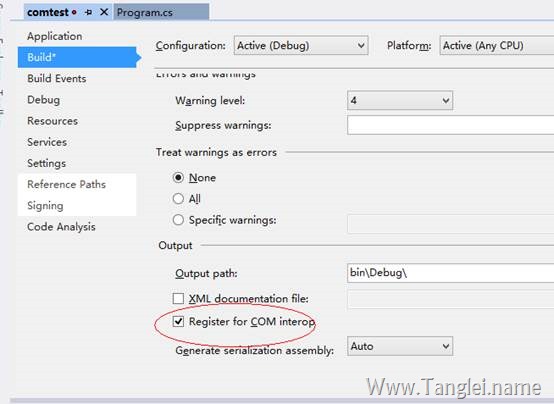 comtest
Program.cs
Application
Build*
Build Events
Debug
Resources
Services
Settings
Reference Paths
Signing
Code Analysis
Configuration: Active (Debug) Platform: Active (Any CPU)
Errors and warnings
Warning level: 4
Suppress warnings:
Treat warnings as errors
None
All
Specific warnings:
Output
Output path: bin\Debug\
XML documentation file:
Register for COM interop
Generate serialization assembly: Auto
Www.Tanglei.name